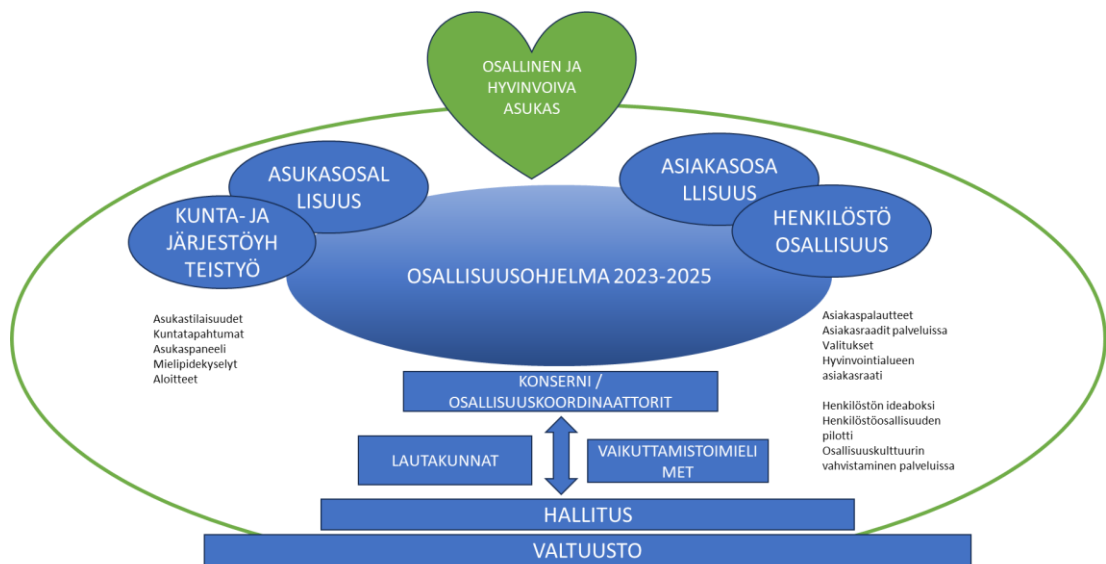 OSALLINEN JA
HYVINVOIVA
ASUKAS
ASUKASOSAL
LISUUS
KUNTA- JA
JÄRJESTÖYH
TEISTYÖ
ASIAKASOSA
LLISUUS
HENKILÖSTÖ
OSALLISUUS
OSALLISUUSOHJELMA 2023-2025
Asukastilaisuudet
Kuntatapahtumat
Asukaspaneeli
Mielipidekyselyt
Aloitteet
Asiakaspalautteet
Asiakasraadit palveluissa
Valitukset
Hyvinvointialueen
asiakasraati
Henkilöstön ideaboksi
Henkilöstöosallisuuden
pilotti
Osallisuuskulttuurin
vahvistaminen palveluissa
KONSERNI /
OSALLISUUSKOORDINAATTORIT
LAUTAKUNNAT
VAIKUTTAMISTOIMIELI
MET
HALLITUS
VALTUUSTO